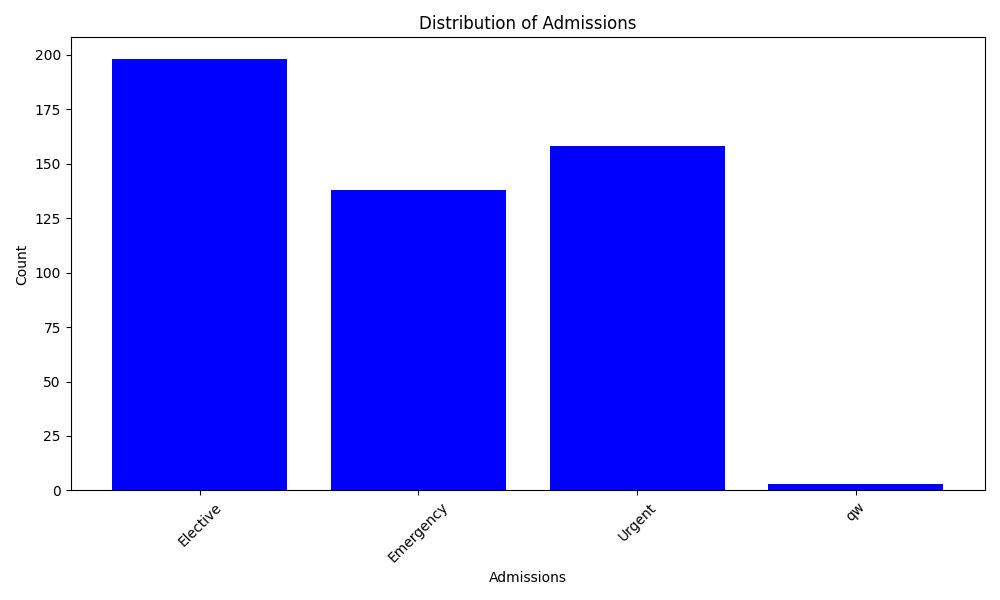 Distribution of Admissions
200
175
150
125
100
75
50
25
0
Count
Elective
Emergency
Urgent
qw
Admissions